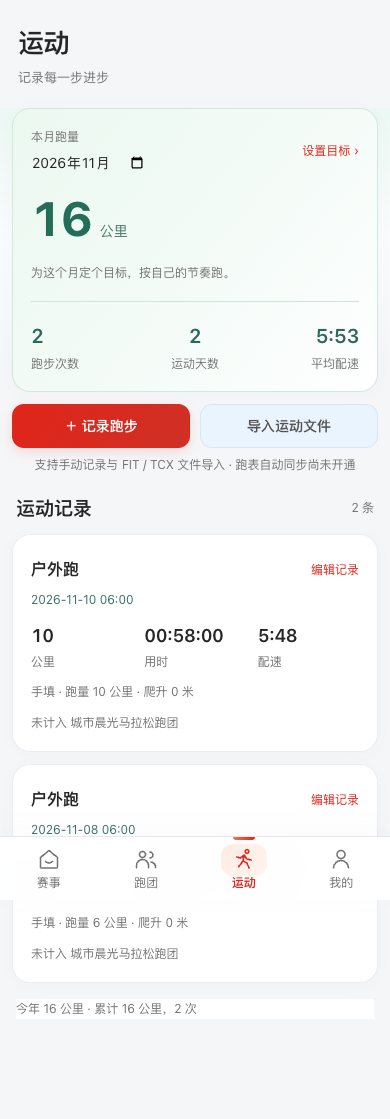 运动
记录每一步进步
本月跑量
2026年11月
设置目标 ›
16 公里
为这个月定个目标，按自己的节奏跑。
2 2 5:53
跑步次数 运动天数 平均配速
+ 记录跑步 导入运动文件
支持手动记录与 FIT / TCX 文件导入 · 跑表自动同步尚未开通
运动记录 2 条
户外跑 编辑记录
2026-11-10 06:00
10 00:58:00 5:48
公里 用时 配速
手填 · 跑量 10 公里 · 爬升 0 米
未计入 城市晨光马拉松跑团
户外跑 编辑记录
2026-11-08 06:00
赛事 跑团 运动 我的
手填 · 跑量 6 公里 · 爬升 0 米
未计入 城市晨光马拉松跑团
今年 16 公里 · 累计 16 公里，2 次